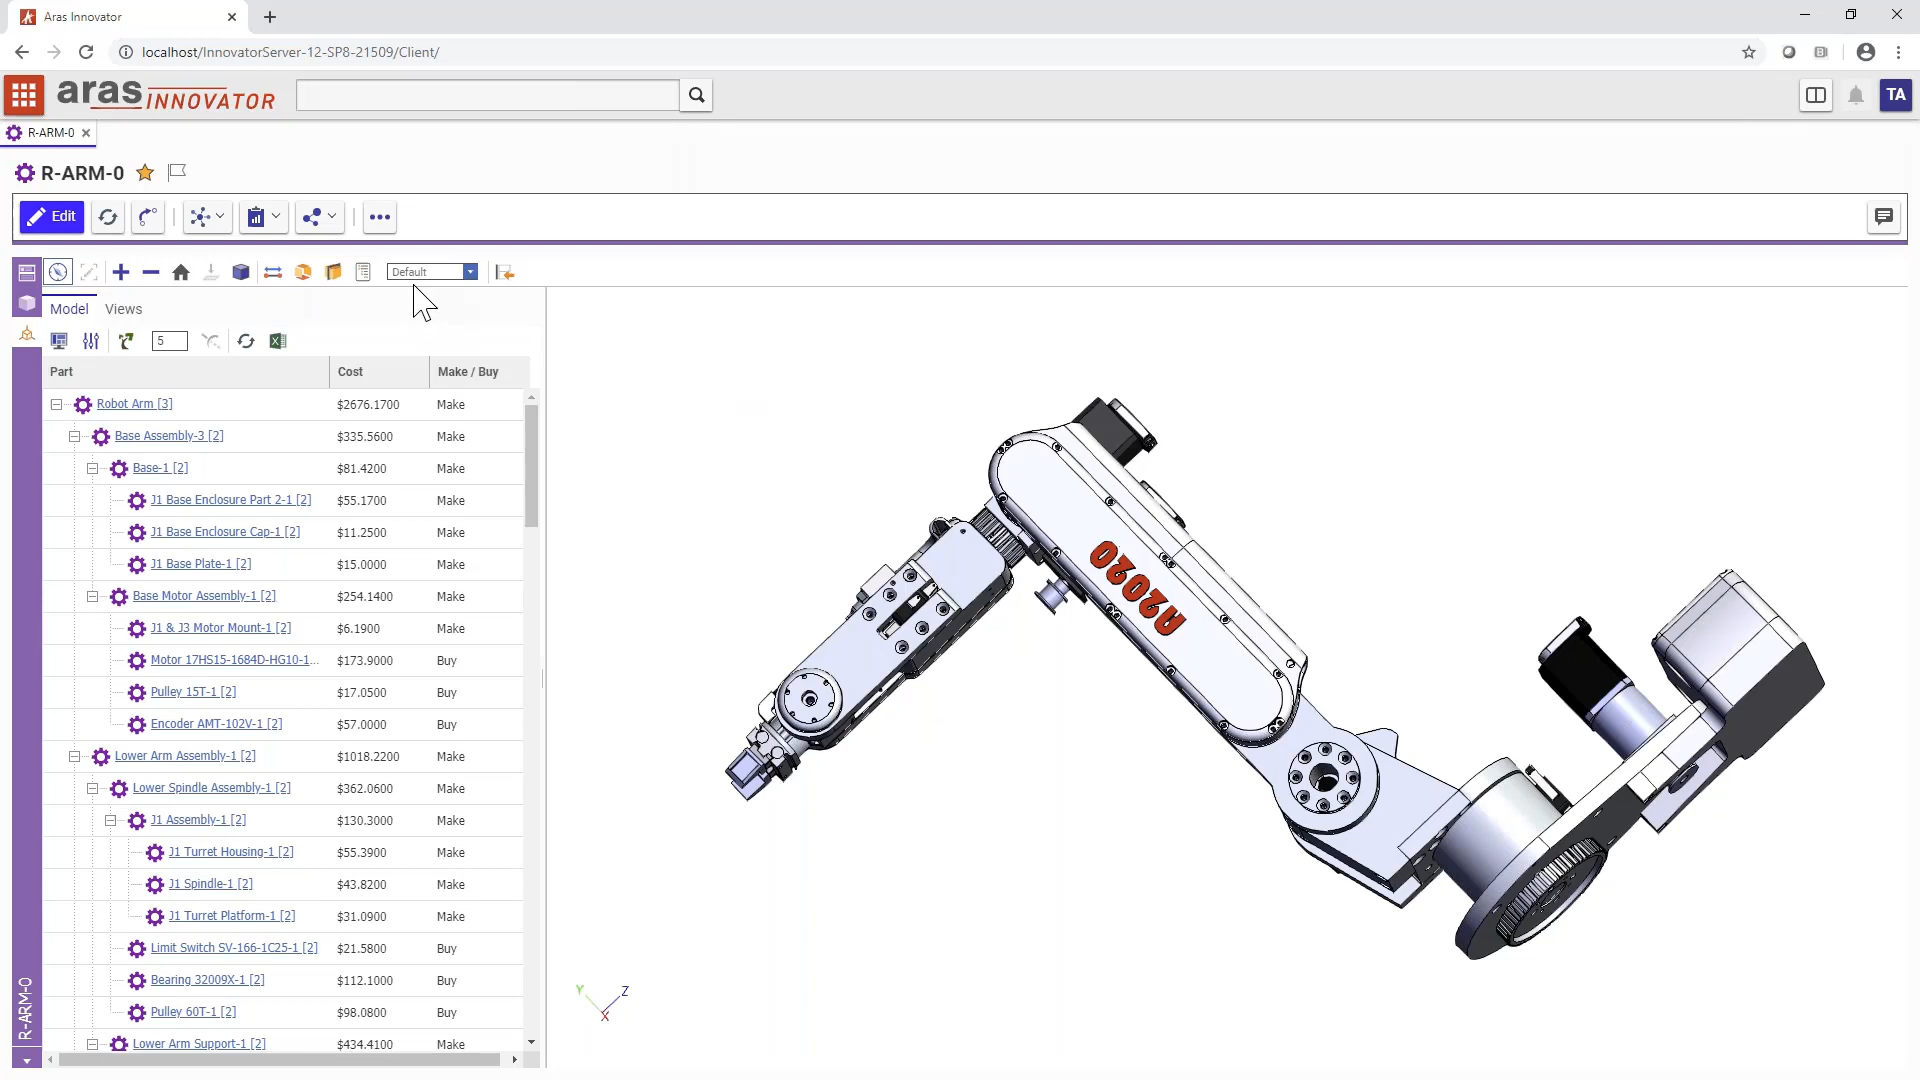 Aras Innovator
localhost/InnovatorServer-12-SP8-21509/Client/
aras INNOVATOR
TA
R-ARM-0
R-ARM-0
Edit
Default
Model Views
5
Part Cost Make / Buy
Robot Arm [3] $2676.1700 Make
Base Assembly-3 [2] $335.5600 Make
Base-1 [2] $81.4200 Make
J1 Base Enclosure Part 2-1 [2] $55.1700 Make
J1 Base Enclosure Cap-1 [2] $11.2500 Make
J1 Base Plate-1 [2] $15.0000 Make
Base Motor Assembly-1 [2] $254.1400 Make
J1 & J3 Motor Mount-1 [2] $6.1900 Make
Motor 17HS15-1684D-HG10-1... $173.9000 Buy
Pulley 15T-1 [2] $17.0500 Buy
Encoder AMT-102V-1 [2] $57.0000 Buy
Lower Arm Assembly-1 [2] $1018.2200 Make
Lower Spindle Assembly-1 [2] $362.0600 Make
J1 Assembly-1 [2] $130.3000 Make
J1 Turret Housing-1 [2] $55.3900 Make
J1 Spindle-1 [2] $43.8200 Make
J1 Turret Platform-1 [2] $31.0900 Make
Limit Switch SV-166-1C25-1 [2] $21.5800 Buy
Bearing 32009X-1 [2] $112.1000 Buy
Pulley 60T-1 [2] $98.0800 Buy
Lower Arm Support-1 [2] $434.4100 Make
R-ARM-0
Y Z
X